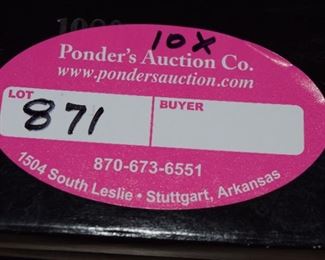 10X
Ponder's Auction Co.
www.pondersauction.com
LOT
BUYER
871
870-673-6551
1504 South Leslie • Stuttgart, Arkansas